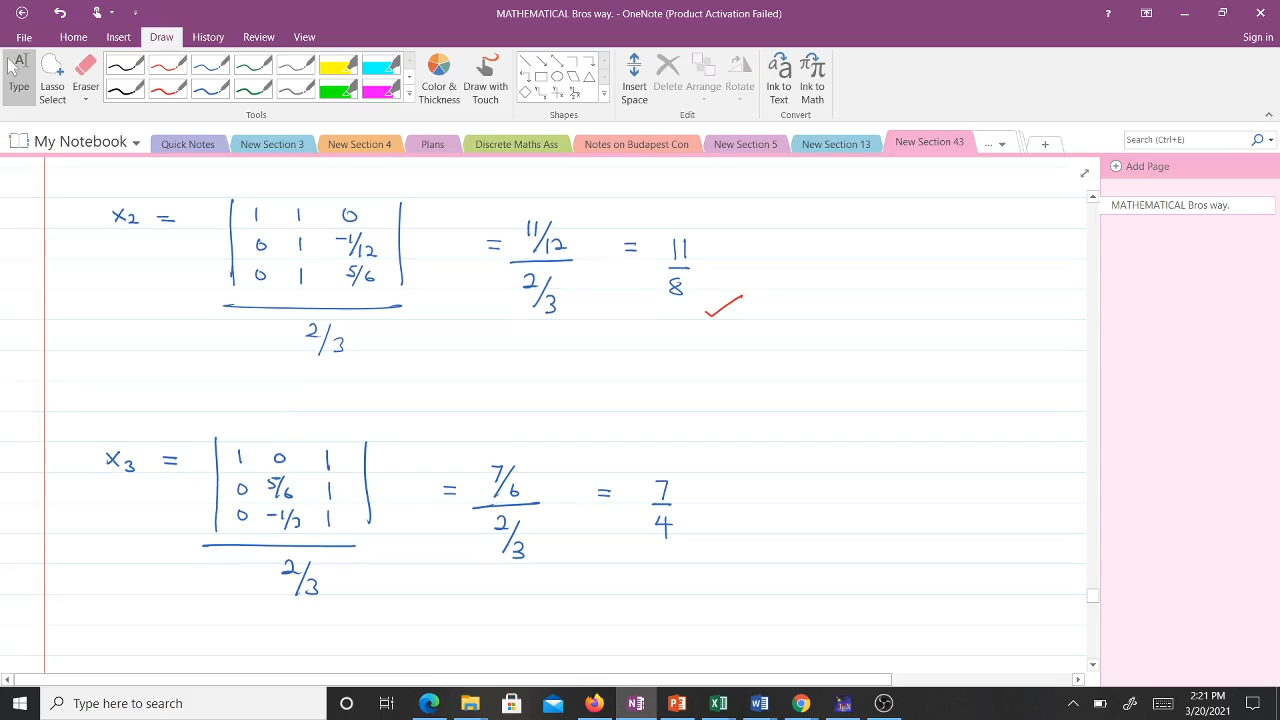 MATHEMATICAL Bros way. - OneNote (Product Activation Failed)
File Home Insert Draw History Review View Sign in
Type Lasso Select Eraser Color & Thickness Draw with Touch Insert Space Delete Arrange Rotate Ink to Text Ink to Math
Tools Shapes Edit Convert
My Notebook Quick Notes New Section 3 New Section 4 Plans Discrete Maths Ass Notes on Budapest Con New Section 5 New Section 13 New Section 43 ... + Search (Ctrl+E)
Add Page
MATHEMATICAL Bros way.
1 1 0
x2 = 0 1 -1/12 = 11/12 = 11
0 1 5/6 2/3 8
2/3
1 0 1
x3 = 0 5/6 1 = 7/6 = 7
0 1 2/3 4
2/3
Type here to search
2:21 PM
3/20/2021